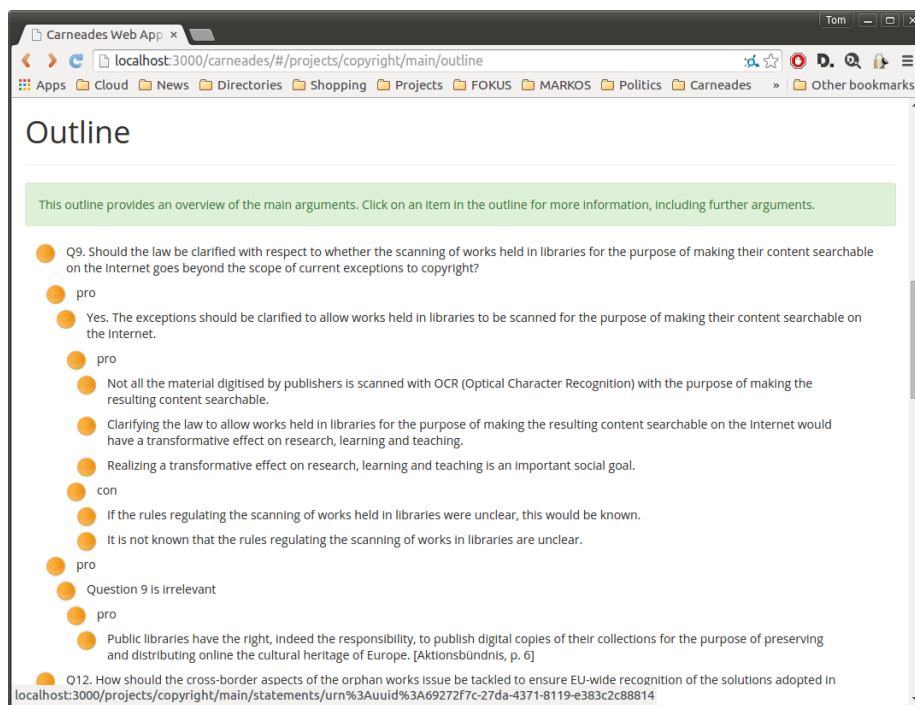 Tom
Carneades Web App ×
localhost:3000/carneades/#/projects/copyright/main/outline
Apps Cloud News Directories Shopping Projects FOKUS MARKOS Politics Carneades » Other bookmarks
Outline
This outline provides an overview of the main arguments. Click on an item in the outline for more information, including further arguments.
Q9. Should the law be clarified with respect to whether the scanning of works held in libraries for the purpose of making their content searchable
on the Internet goes beyond the scope of current exceptions to copyright?
pro
Yes. The exceptions should be clarified to allow works held in libraries to be scanned for the purpose of making their content searchable on
the Internet.
pro
Not all the material digitised by publishers is scanned with OCR (Optical Character Recognition) with the purpose of making the
resulting content searchable.
Clarifying the law to allow works held in libraries for the purpose of making the resulting content searchable on the Internet would
have a transformative effect on research, learning and teaching.
Realizing a transformative effect on research, learning and teaching is an important social goal.
con
If the rules regulating the scanning of works held in libraries were unclear, this would be known.
It is not known that the rules regulating the scanning of works in libraries are unclear.
pro
Question 9 is irrelevant
pro
Public libraries have the right, indeed the responsibility, to publish digital copies of their collections for the purpose of preserving
and distributing online the cultural heritage of Europe. [Aktionsbündnis, p. 6]
Q12. How should the cross-border aspects of the orphan works issue be tackled to ensure EU-wide recognition of the solutions adopted in
localhost:3000/projects/copyright/main/statements/urn%3Auuid%3A69272f7c-27da-4371-8119-e383c2c88814